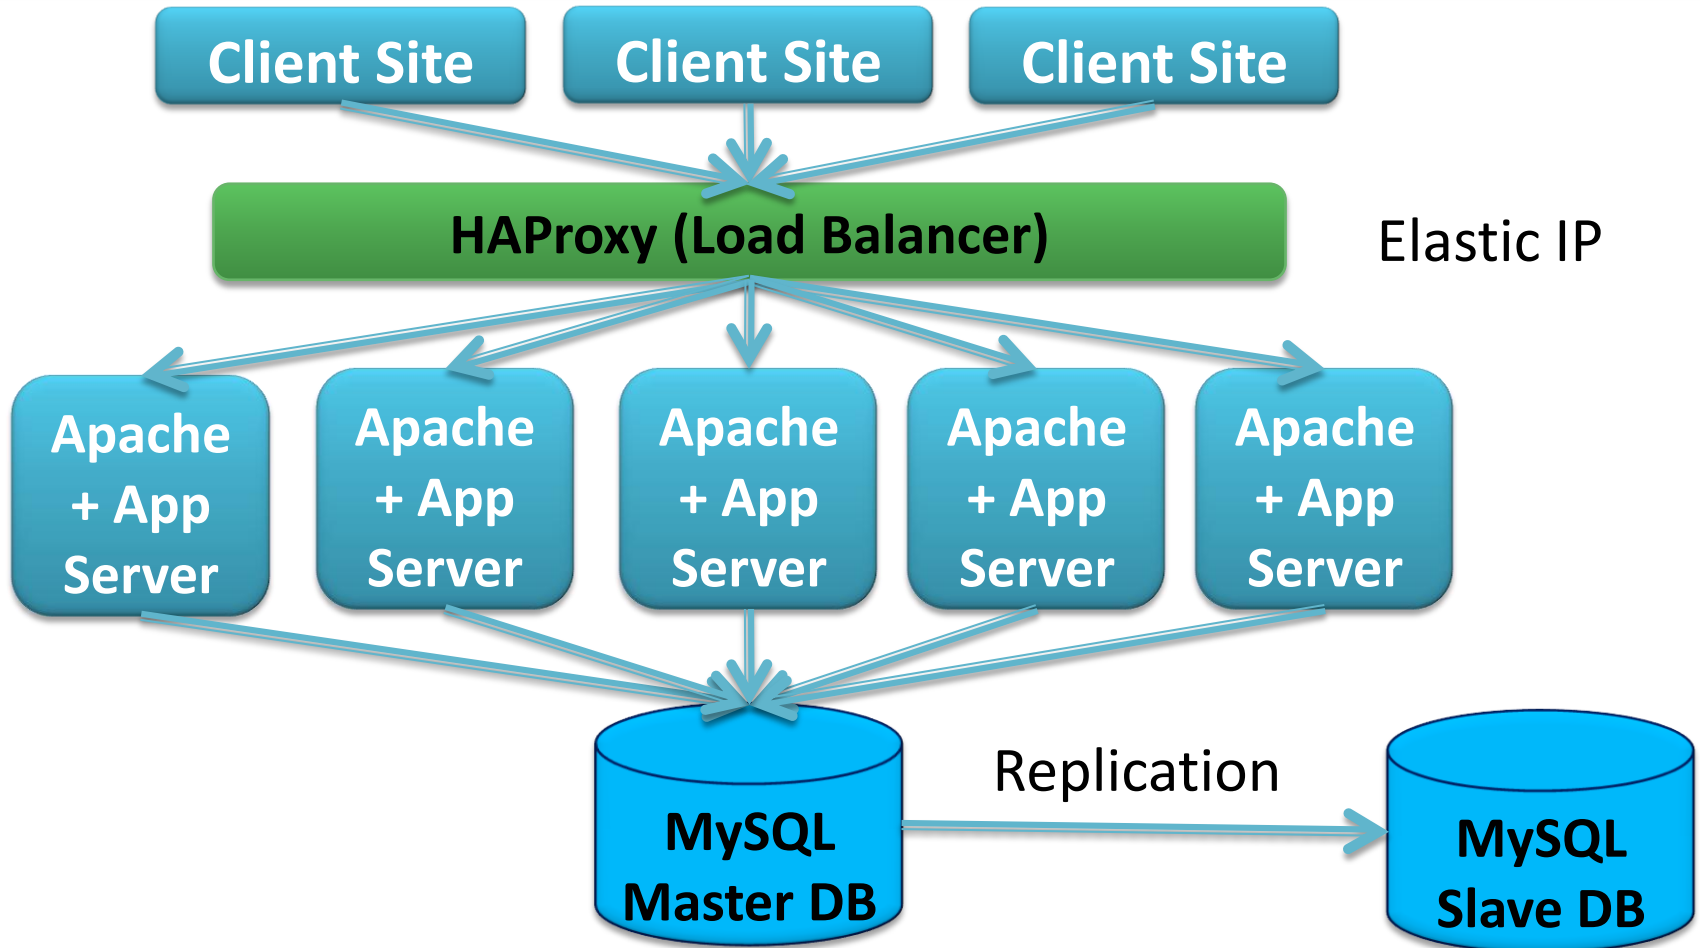 Client Site
Client Site
Client Site
HAProxy (Load Balancer)
Elastic IP
Apache
+ App
Server
Apache
+ App
Server
Apache
+ App
Server
Apache
+ App
Server
Apache
+ App
Server
MySQL
Master DB
Replication
MySQL
Slave DB